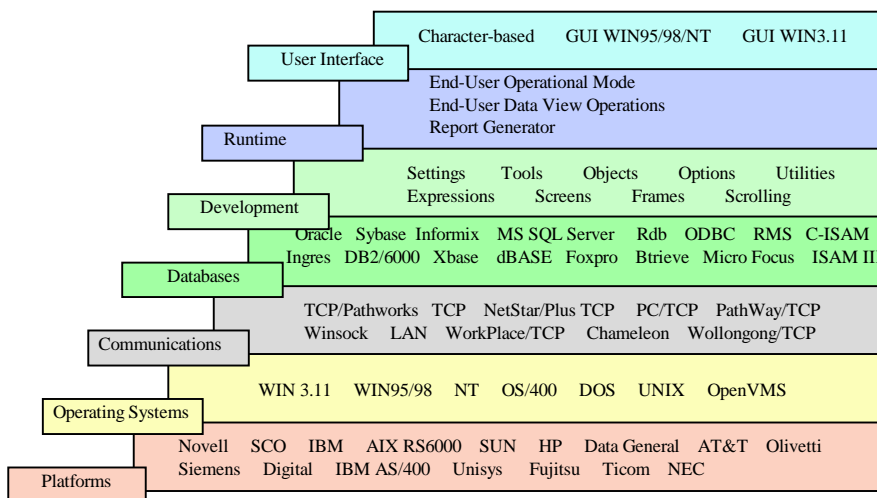 Character-based GUI WIN95/98/NT GUI WIN3.11
User Interface
End-User Operational Mode
End-User Data View Operations
Report Generator
Runtime
Settings Tools Objects Options Utilities
Expressions Screens Frames Scrolling
Development
Oracle Sybase Informix MS SQL Server Rdb ODBC RMS C-ISAM
Ingres DB2/6000 Xbase dBASE Foxpro Btrieve Micro Focus ISAM III
Databases
TCP/Pathworks TCP NetStar/Plus TCP PC/TCP PathWay/TCP
Winsock LAN WorkPlace/TCP Chameleon Wollongong/TCP
Communications
WIN 3.11 WIN95/98 NT OS/400 DOS UNIX OpenVMS
Operating Systems
Novell SCO IBM AIX RS6000 SUN HP Data General AT&T Olivetti
Siemens Digital IBM AS/400 Unisys Fujitsu Ticom NEC
Platforms